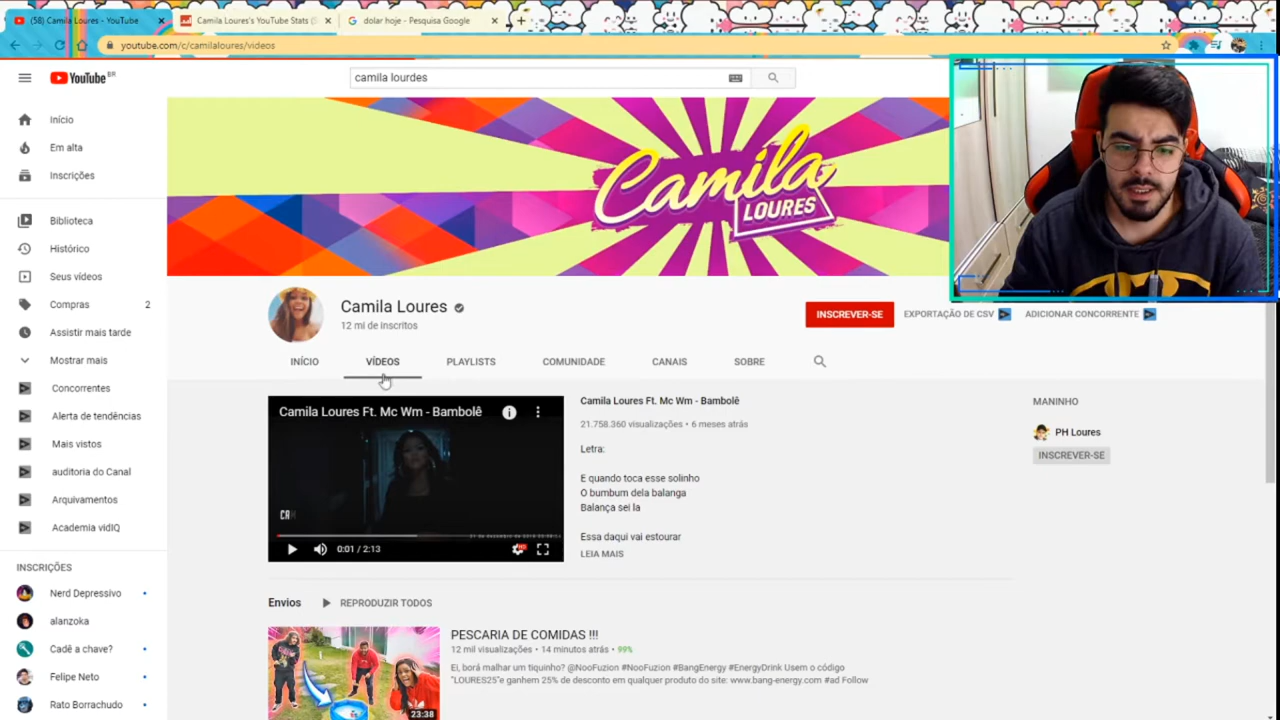 (58) Camila Loures - YouTube
Camila Loures's YouTube Stats (S
dolar hoje - Pesquisa Google
youtube.com/c/camilaloures/videos
YouTube BR
camila lourdes
Início
Em alta
Inscrições
Biblioteca
Histórico
Seus vídeos
Compras 2
Assistir mais tarde
Mostrar mais
Concorrentes
Alerta de tendências
Mais vistos
auditoria do Canal
Arquivamentos
Academia vidIQ
INSCRIÇÕES
Nerd Depressivo
alanzoka
Cadê a chave?
Felipe Neto
Rato Borrachudo
Camila
LOURES
Camila Loures
12 mi de inscritos
INSCREVER-SE
EXPORTAÇÃO DE CSV
ADICIONAR CONCORRENTE
INÍCIO VÍDEOS PLAYLISTS COMUNIDADE CANAIS SOBRE
Camila Loures Ft. Mc Wm - Bambolê
0:01 / 2:13
HD
Camila Loures Ft. Mc Wm - Bambolê
21.758.360 visualizações • 6 meses atrás
Letra:
E quando toca esse solinho
O bumbum dela balanga
Balança sei la
Essa daqui vai estourar
LEIA MAIS
MANINHO
PH Loures
INSCREVER-SE
Envios REPRODUZIR TODOS
PESCARIA DE COMIDAS !!!
12 mil visualizações • 14 minutos atrás • 99%
Ei, borá malhar um tiquinho? @NooFuzion #NooFuzion #BangEnergy #EnergyDrink Usem o código
"LOURES25"e ganhem 25% de desconto em qualquer produto do site: www.bang-energy.com #ad Follow
23:38